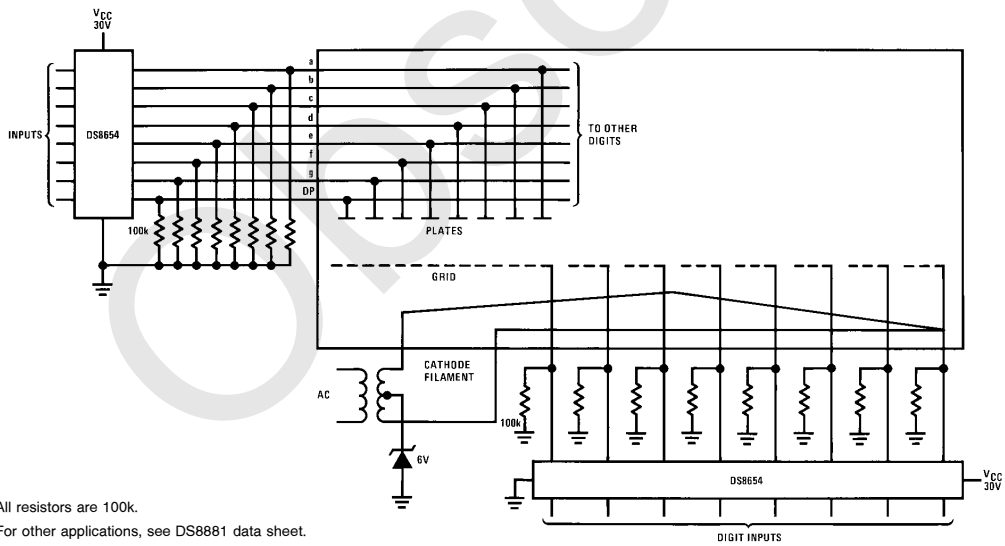 VCC
30V
INPUTS
DS8654
a
b
c
d
e
f
g
DP
TO OTHER
DIGITS
100k
PLATES
GRID
CATHODE
FILAMENT
AC
6V
100k
DS8654
VCC
30V
DIGIT INPUTS
All resistors are 100k.
For other applications, see DS8881 data sheet.
Obsol